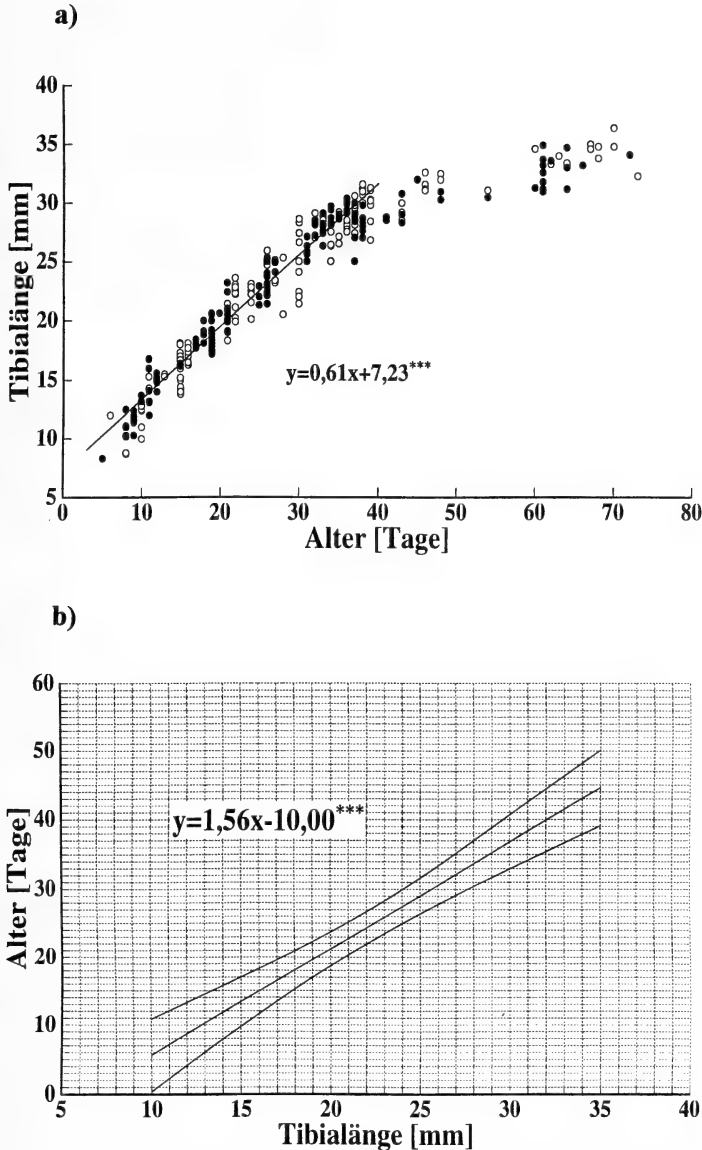 a)
40
35
30
25
20
15
10
5
Tibialänge [mm]
y=0,61x+7,23***
0 10 20 30 40 50 60 70 80
Alter [Tage]
b)
60
50
40
30
20
10
0
Alter [Tage]
y=1,56x-10,00***
5 10 15 20 25 30 35 40
Tibialänge [mm]